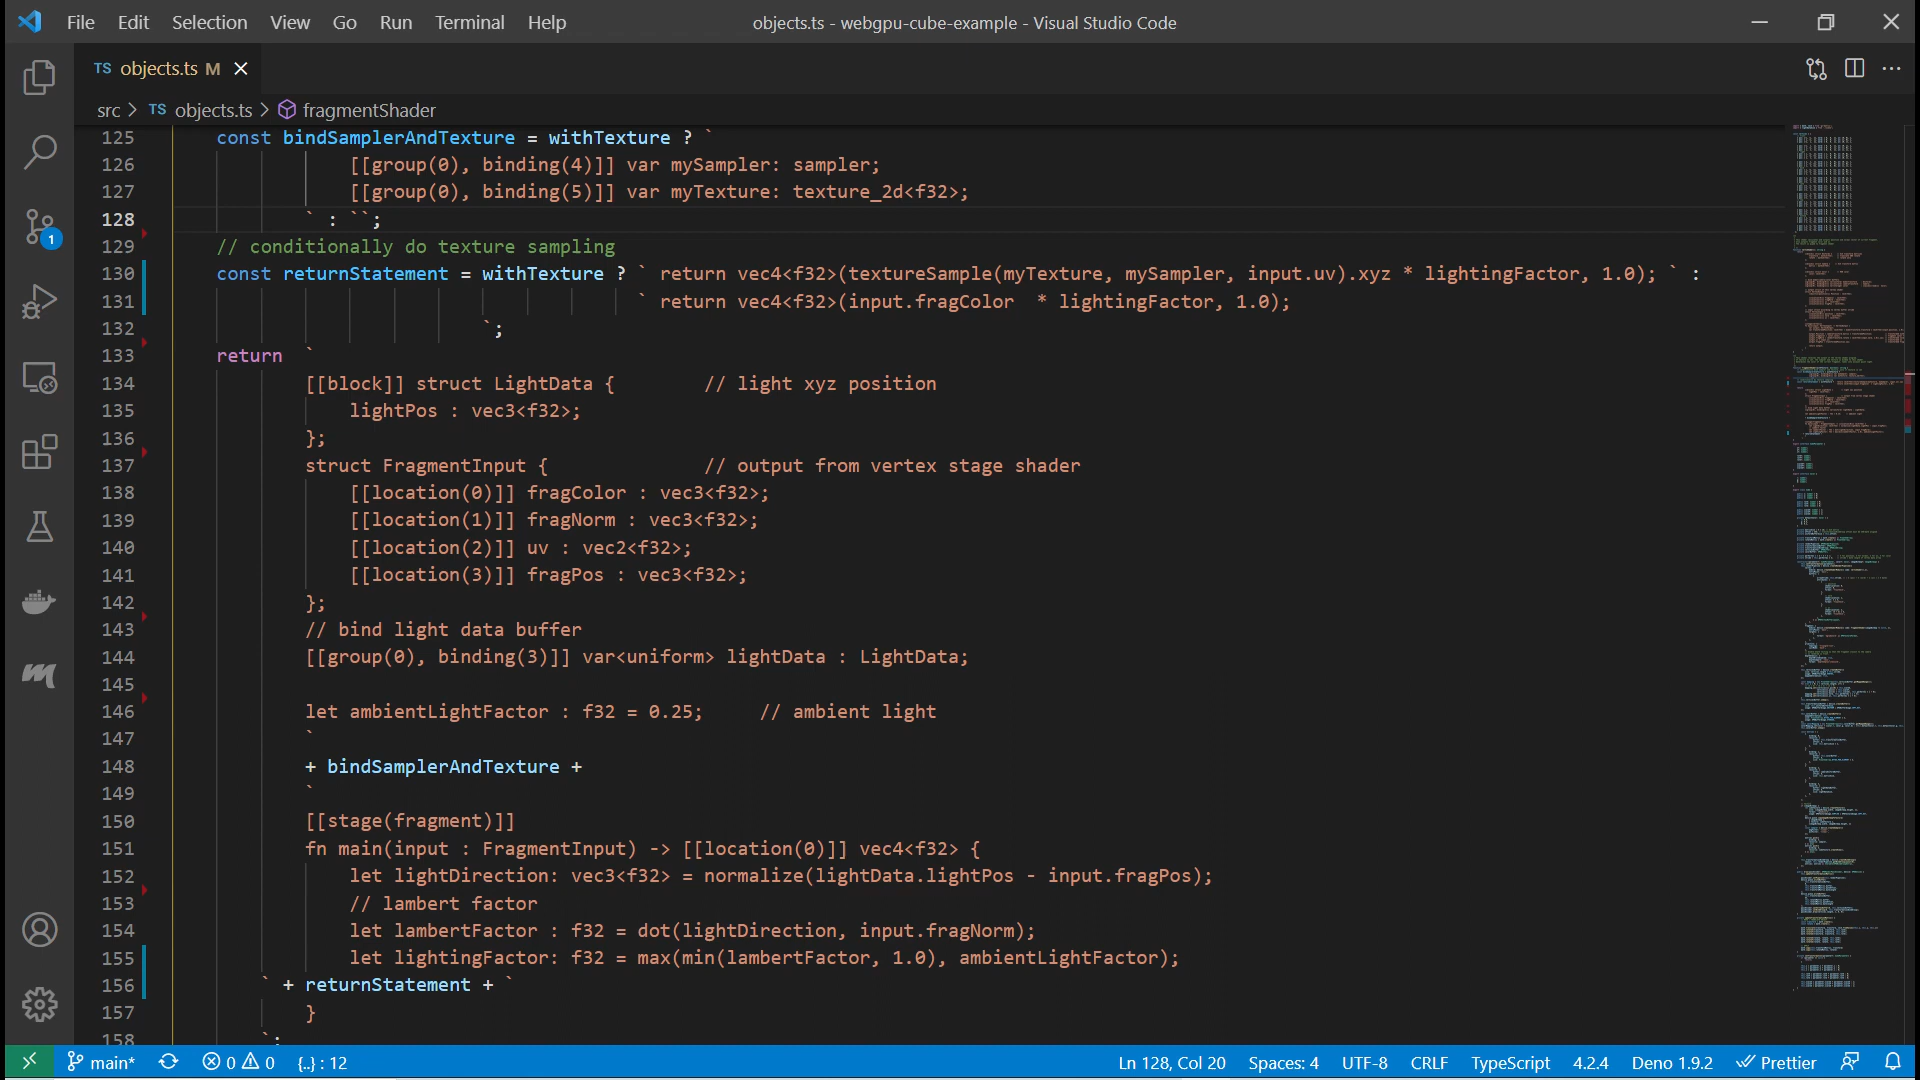 File Edit Selection View Go Run Terminal Help objects.ts - webgpu-cube-example - Visual Studio Code
TS objects.ts M
src > TS objects.ts > fragmentShader
125 const bindSamplerAndTexture = withTexture ? `
126 [[group(0), binding(4)]] var mySampler: sampler;
127 [[group(0), binding(5)]] var myTexture: texture_2d<f32>;
128 ` : ``;
129 // conditionally do texture sampling
130 const returnStatement = withTexture ? ` return vec4<f32>(textureSample(myTexture, mySampler, input.uv).xyz * lightingFactor, 1.0); ` :
131 ` return vec4<f32>(input.fragColor  * lightingFactor, 1.0);
132 `;
133 return  `
134 [[block]] struct LightData {        // light xyz position
135 lightPos : vec3<f32>;
136 };
137 struct FragmentInput {              // output from vertex stage shader
138 [[location(0)]] fragColor : vec3<f32>;
139 [[location(1)]] fragNorm : vec3<f32>;
140 [[location(2)]] uv : vec2<f32>;
141 [[location(3)]] fragPos : vec3<f32>;
142 };
143 // bind light data buffer
144 [[group(0), binding(3)]] var<uniform> lightData : LightData;
145
146 let ambientLightFactor : f32 = 0.25;     // ambient light
147 `
148 + bindSamplerAndTexture +
149 `
150 [[stage(fragment)]]
151 fn main(input : FragmentInput) -> [[location(0)]] vec4<f32> {
152 let lightDirection: vec3<f32> = normalize(lightData.lightPos - input.fragPos);
153 // lambert factor
154 let lambertFactor : f32 = dot(lightDirection, input.fragNorm);
155 let lightingFactor: f32 = max(min(lambertFactor, 1.0), ambientLightFactor);
156 ` + returnStatement + `
157 }
158 `;
1
main* 0 0 {..} : 12 Ln 128, Col 20 Spaces: 4 UTF-8 CRLF TypeScript 4.2.4 Deno 1.9.2 Prettier